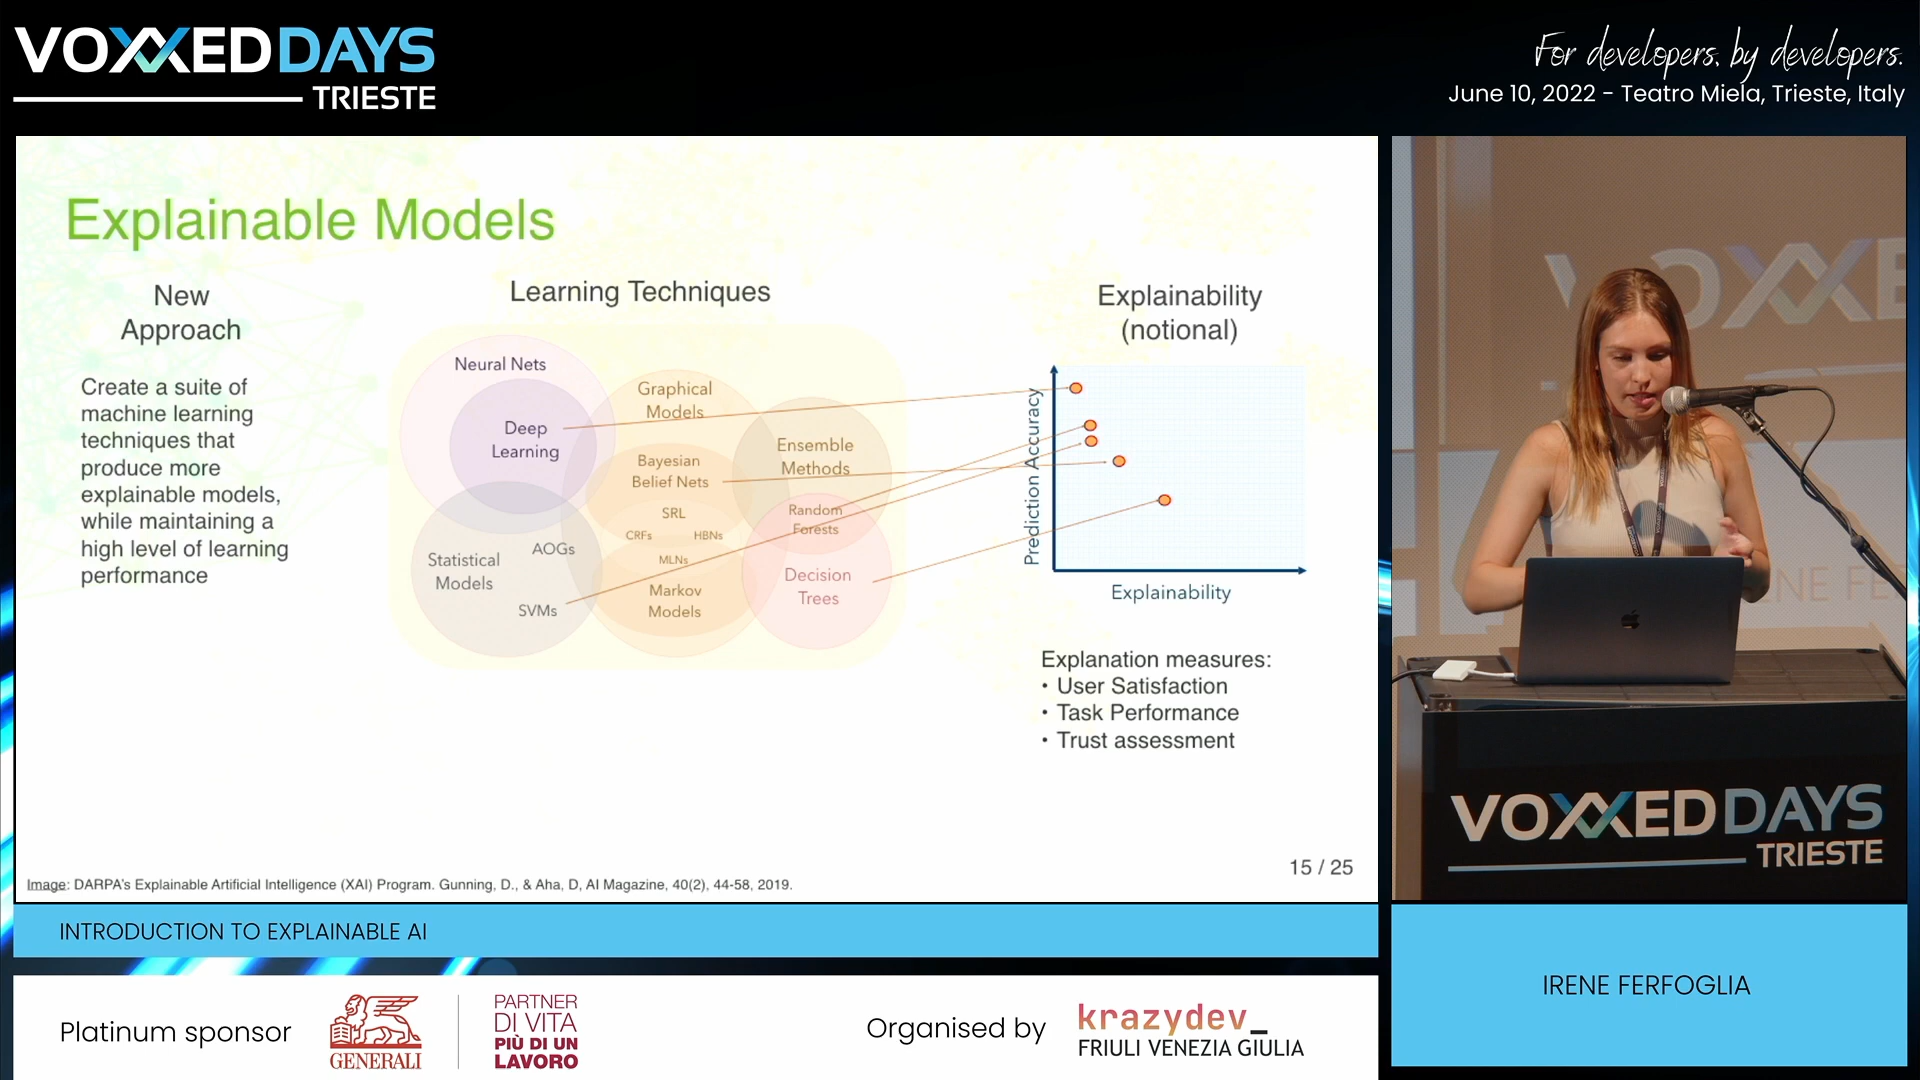 VOXXEDDAYS
TRIESTE
For developers, by developers.
June 10, 2022 - Teatro Miela, Trieste, Italy
Explainable Models
New
Approach
Create a suite of
machine learning
techniques that
produce more
explainable models,
while maintaining a
high level of learning
performance
Learning Techniques
Neural Nets
Deep
Learning
Graphical
Models
Ensemble
Methods
Bayesian
Belief Nets
SRL
CRFs
HBNs
MLNs
Markov
Models
Random
Forests
Decision
Trees
Statistical
Models
AOGs
SVMs
Explainability
(notional)
Prediction Accuracy
Explainability
Explanation measures:
• User Satisfaction
• Task Performance
• Trust assessment
15 / 25
Image: DARPA's Explainable Artificial Intelligence (XAI) Program. Gunning, D., & Aha, D, AI Magazine, 40(2), 44-58, 2019.
VOXXE
ENE FE
VOXXEDDAYS
TRIESTE
INTRODUCTION TO EXPLAINABLE AI
IRENE FERFOGLIA
Platinum sponsor
GENERALI
PARTNER
DI VITA
PIÙ DI UN
LAVORO
Organised by
krazydev_
FRIULI VENEZIA GIULIA